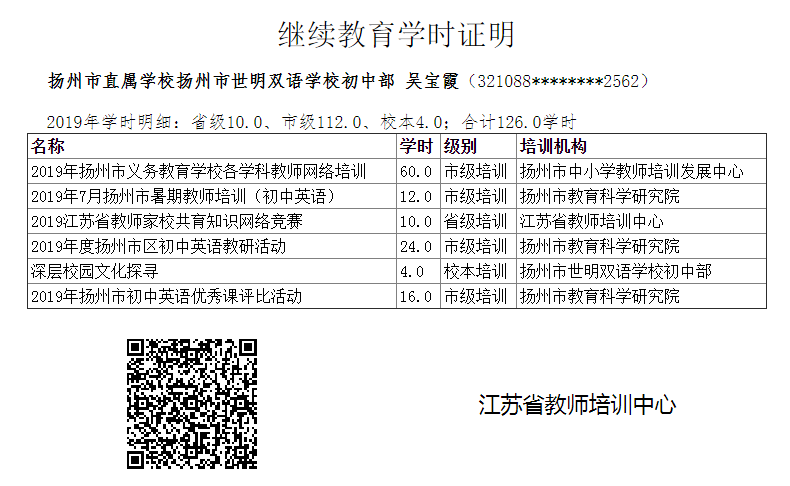 继续教育学时证明
扬州市直属学校扬州市世明双语学校初中部 吴宝霞（321088********2562）
2019年学时明细：省级10.0、市级112.0、校本4.0；合计126.0学时
名称 学时 级别 培训机构
2019年扬州市义务教育学校各学科教师网络培训 60.0 市级培训 扬州市中小学教师培训发展中心
2019年7月扬州市暑期教师培训（初中英语） 12.0 市级培训 扬州市教育科学研究院
2019江苏省教师家校共育知识网络竞赛 10.0 省级培训 江苏省教师培训中心
2019年度扬州市区初中英语教研活动 24.0 市级培训 扬州市教育科学研究院
深层校园文化探寻 4.0 校本培训 扬州市世明双语学校初中部
2019年扬州市初中英语优秀课评比活动 16.0 市级培训 扬州市教育科学研究院
江苏省教师培训中心